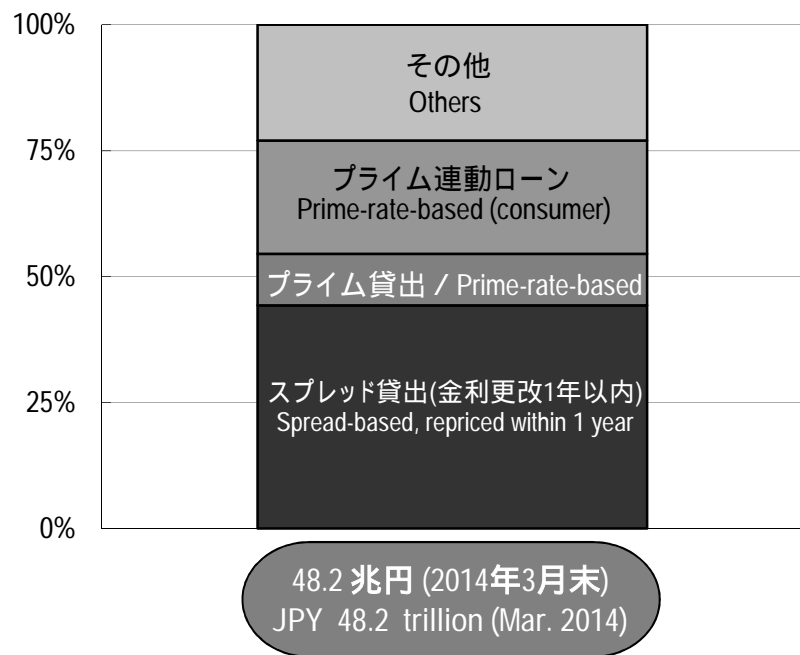 100%
その他
Others
75%
プライム連動ローン
Prime-rate-based (consumer)
50%
プライム貸出 / Prime-rate-based
スプレッド貸出(金利更改1年以内)
25%
Spread-based, repriced within 1 year
0%
48.2 兆円 (2014年3月末)
JPY 48.2 trillion (Mar. 2014)